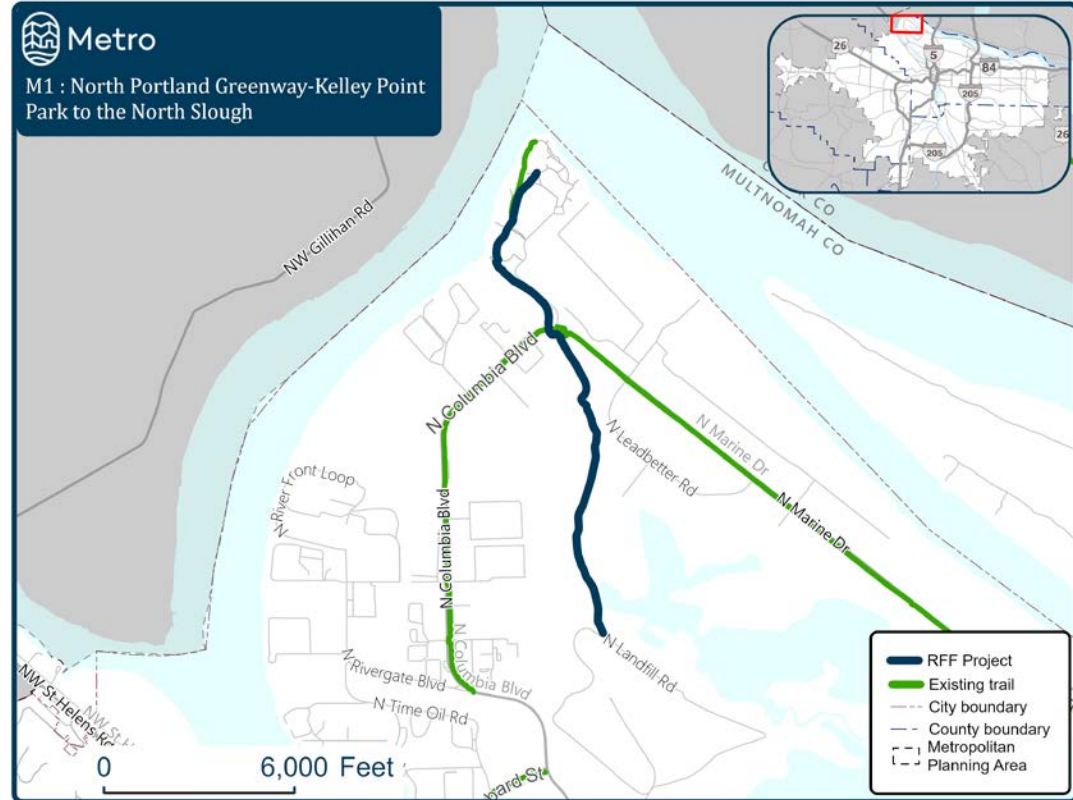 Metro
M1 : North Portland Greenway-Kelley Point
Park to the North Slough
26
5
84
205
26
205
CO
MULTNOMAH CO
NW Gillihan Rd
N Columbia Blvd
N Marine Dr
N Leadbetter Rd
N Marine Dr
N River Front Loop
N Columbia Blvd
N Columbia Blvd
N Rivergate Blvd
N Landfill Rd
N Time Oil Rd
NW St Helens Rd
0 6,000 Feet
RFF Project
Existing trail
City boundary
County boundary
Metropolitan
Planning Area